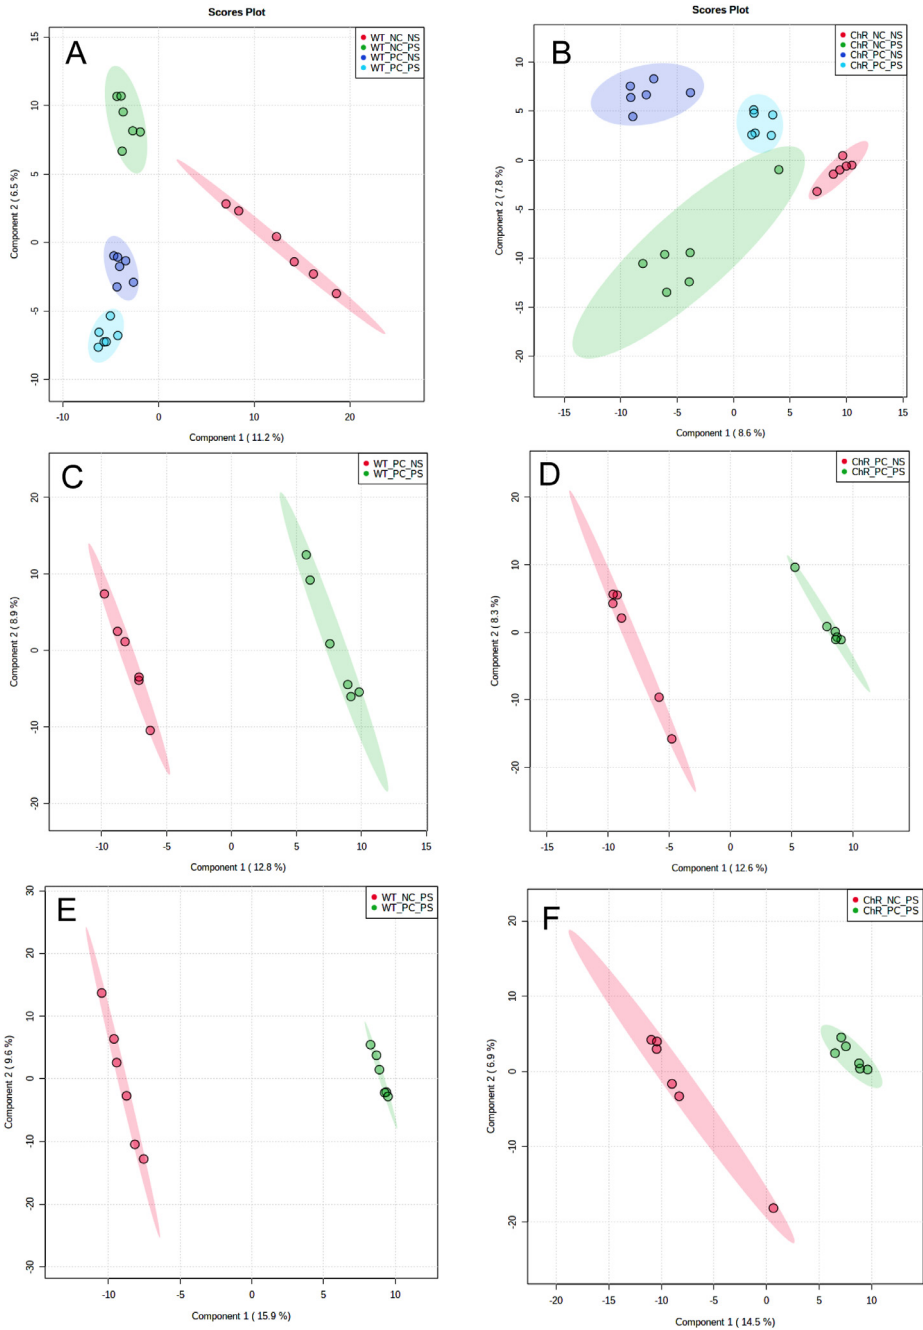 Scores Plot
A
WT_NC_NS
WT_NC_PS
WT_PC_NS
WT_PC_PS
Component 2 ( 6.5 %)
15
10
5
0
-5
-10
-10
0
10
20
Component 1 ( 11.2 %)
Scores Plot
B
ChR_NC_NS
ChR_NC_PS
ChR_PC_NS
ChR_PC_PS
Component 2 ( 7.8 %)
10
5
0
-5
-10
-15
-20
-15
-10
-5
0
5
10
15
Component 1 ( 8.6 %)
C
WT_PC_NS
WT_PC_PS
Component 2 ( 8.9 %)
20
10
0
-10
-20
-10
-5
0
5
10
15
Component 1 ( 12.8 %)
D
ChR_PC_NS
ChR_PC_PS
Component 2 ( 8.3 %)
20
10
0
-10
-20
-15
-10
-5
0
5
10
Component 1 ( 12.6 %)
E
WT_NC_PS
WT_PC_PS
Component 2 ( 9.6 %)
30
20
10
0
-10
-20
-30
-10
-5
0
5
10
Component 1 ( 15.9 %)
F
ChR_NC_PS
ChR_PC_PS
Component 2 ( 6.9 %)
20
10
0
-10
-20
-20
-15
-10
-5
0
5
10
Component 1 ( 14.5 %)